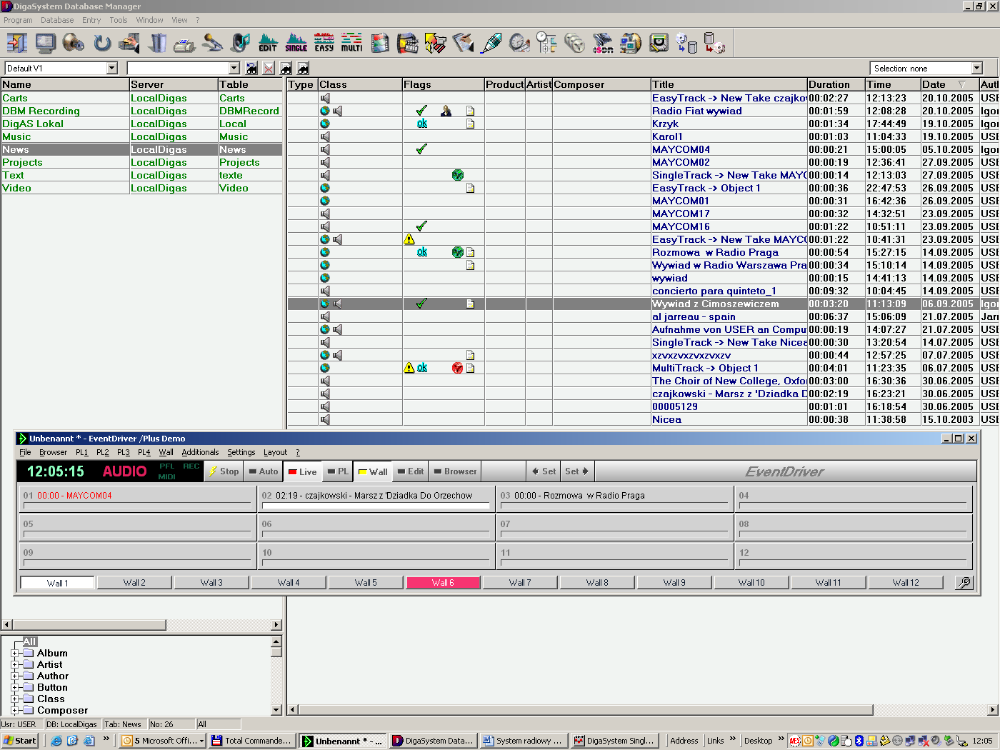 DigaSystem Database Manager
Program Database Entry Tools Window View ?
EDIT SINGLE EASY MULTI ISDN
Default V1 Selection: none
Name Server Table
Carts LocalDigas Carts
DBM Recording LocalDigas DBMRecord
DigAS Lokal LocalDigas Local
Music LocalDigas Music
News LocalDigas News
Projects LocalDigas Projects
Text LocalDigas texte
Video LocalDigas Video
Type Class Flags Product Artist Composer Title Duration Time Date Autl
EasyTrack -> New Take czajko 00:02:27 12:13:23 20.10.2005 USE
Radio Fiat wywiad 00:01:59 12:08:28 20.10.2005 Igor
ok Krzyk 00:01:34 17:44:49 19.10.2005 USE
Karol1 00:01:03 11:04:33 19.10.2005 USE
MAYCOM04 00:00:21 15:00:05 05.10.2005 Igor
MAYCOM02 00:00:19 12:36:41 27.09.2005 USE
SingleTrack -> New Take MAYC 00:00:14 12:13:03 27.09.2005 USE
EasyTrack -> Object 1 00:00:36 22:47:53 26.09.2005 USE
MAYCOM01 00:00:31 16:42:36 26.09.2005 USE
MAYCOM17 00:00:32 14:32:51 23.09.2005 USE
MAYCOM16 00:01:22 10:51:11 23.09.2005 USE
EasyTrack -> New Take MAYCO 00:01:22 10:41:31 23.09.2005 USE
ok Rozmowa w Radio Praga 00:00:54 15:27:15 14.09.2005 USE
Wywiad w Radio Warszawa Pra 00:00:34 15:10:14 14.09.2005 USE
wywiad 00:00:15 14:41:13 14.09.2005 USE
concierto para quinteto_1 00:09:32 10:04:45 14.09.2005 USE
Wywiad z Cimoszewiczem 00:03:20 11:13:09 06.09.2005 Igor
al jarreau - spain 00:06:37 15:06:09 21.07.2005 Jarr
Aufnahme von USER an Compu 00:00:19 14:07:27 21.07.2005 USE
SingleTrack -> New Take Nicea 00:00:30 13:20:54 14.07.2005 USE
xzvxzvxzvxzvxzv 00:00:44 12:57:25 07.07.2005 USE
ok MultiTrack -> Object 1 00:04:01 11:23:35 06.07.2005 USE
The Choir of New College, Oxfo 00:03:00 16:30:36 30.06.2005 USE
czajkowski - Marsz z 'Dziadka D 00:02:19 16:23:21 30.06.2005 USE
00005129 00:01:01 16:18:54 30.06.2005 USE
Nicea 00:00:38 11:38:58 15.10.2003 USE
Unbenannt * - EventDriver /Plus Demo
File Browser PL1 PL2 PL3 PL4 Wall Additionals Settings Layout ?
12:05:15 AUDIO PFL REC MIDI Stop Auto Live PL Wall Edit Browser Set Set EventDriver
01 00:00 - MAYCOM04 02 02:19 - czajkowski - Marsz z 'Dziadka Do Orzechow 03 00:00 - Rozmowa w Radio Praga 04
05 06 07 08
09 10 11 12
Wall 1 Wall 2 Wall 3 Wall 4 Wall 5 Wall 6 Wall 7 Wall 8 Wall 9 Wall 10 Wall 11 Wall 12
All
Album
Artist
Author
Button
Class
Composer
Usr: USER DB: LocalDigas Tab: News No: 26 All
Start » 5 Microsoft Offi... Total Commande... Unbenannt * - ... DigaSystem Data... System radiowy ... DigaSystem Singl... Address Links » Desktop » 12:05